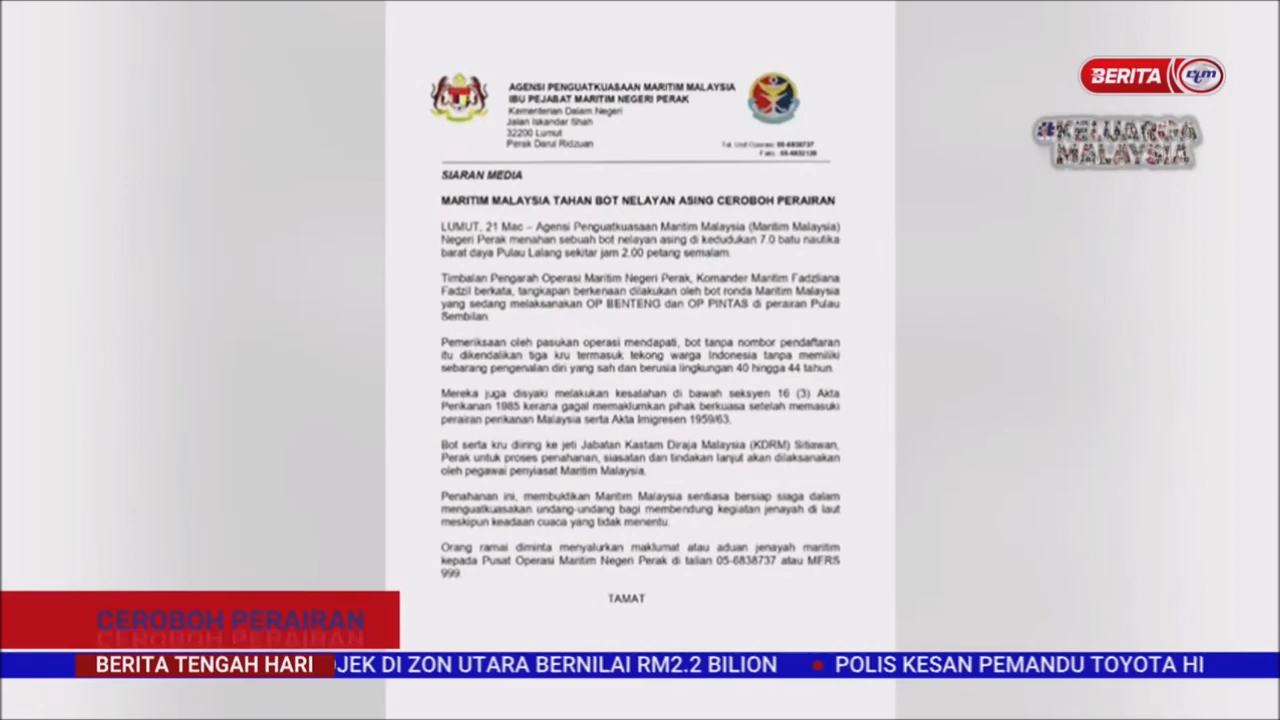 AGENSI PENGUATKUASAAN MARITIM MALAYSIA
IBU PEJABAT MARITIM NEGERI PERAK
Kementerian Dalam Negeri
Jalan Iskandar Shah
32200 Lumut
Perak Darul Ridzuan
Tel. Unit Operasi: 05-6838737
Faks: 05-6832139
BERITA rtm
#KELUARGA
MALAYSIA
SIARAN MEDIA
MARITIM MALAYSIA TAHAN BOT NELAYAN ASING CEROBOH PERAIRAN
LUMUT, 21 Mac – Agensi Penguatkuasaan Maritim Malaysia (Maritim Malaysia)
Negeri Perak menahan sebuah bot nelayan asing di kedudukan 7.0 batu nautika
barat daya Pulau Lalang sekitar jam 2.00 petang semalam.
Timbalan Pengarah Operasi Maritim Negeri Perak, Komander Maritim Fadzliana
Fadzil berkata, tangkapan berkenaan dilakukan oleh bot ronda Maritim Malaysia
yang sedang melaksanakan OP BENTENG dan OP PINTAS di perairan Pulau
Sembilan.
Pemeriksaan oleh pasukan operasi mendapati, bot tanpa nombor pendaftaran
itu dikendalikan tiga kru termasuk tekong warga Indonesia tanpa memiliki
sebarang pengenalan diri yang sah dan berusia lingkungan 40 hingga 44 tahun.
Mereka juga disyaki melakukan kesalahan di bawah seksyen 16 (3) Akta
Perikanan 1985 kerana gagal memaklumkan pihak berkuasa setelah memasuki
perairan perikanan Malaysia serta Akta Imigresen 1959/63.
Bot serta kru diiring ke jeti Jabatan Kastam Diraja Malaysia (KDRM) Sitiawan,
Perak untuk proses penahanan, siasatan dan tindakan lanjut akan dilaksanakan
oleh pegawai penyiasat Maritim Malaysia.
Penahanan ini, membuktikan Maritim Malaysia sentiasa bersiap siaga dalam
menguatkuasakan undang-undang bagi membendung kegiatan jenayah di laut
meskipun keadaan cuaca yang tidak menentu.
Orang ramai diminta menyalurkan maklumat atau aduan jenayah maritim
kepada Pusat Operasi Maritim Negeri Perak di talian 05-6838737 atau MERS
999.
TAMAT
CEROBOH PERAIRAN
BERITA TENGAH HARI JEK DI ZON UTARA BERNILAI RM2.2 BILION • POLIS KESAN PEMANDU TOYOTA HI